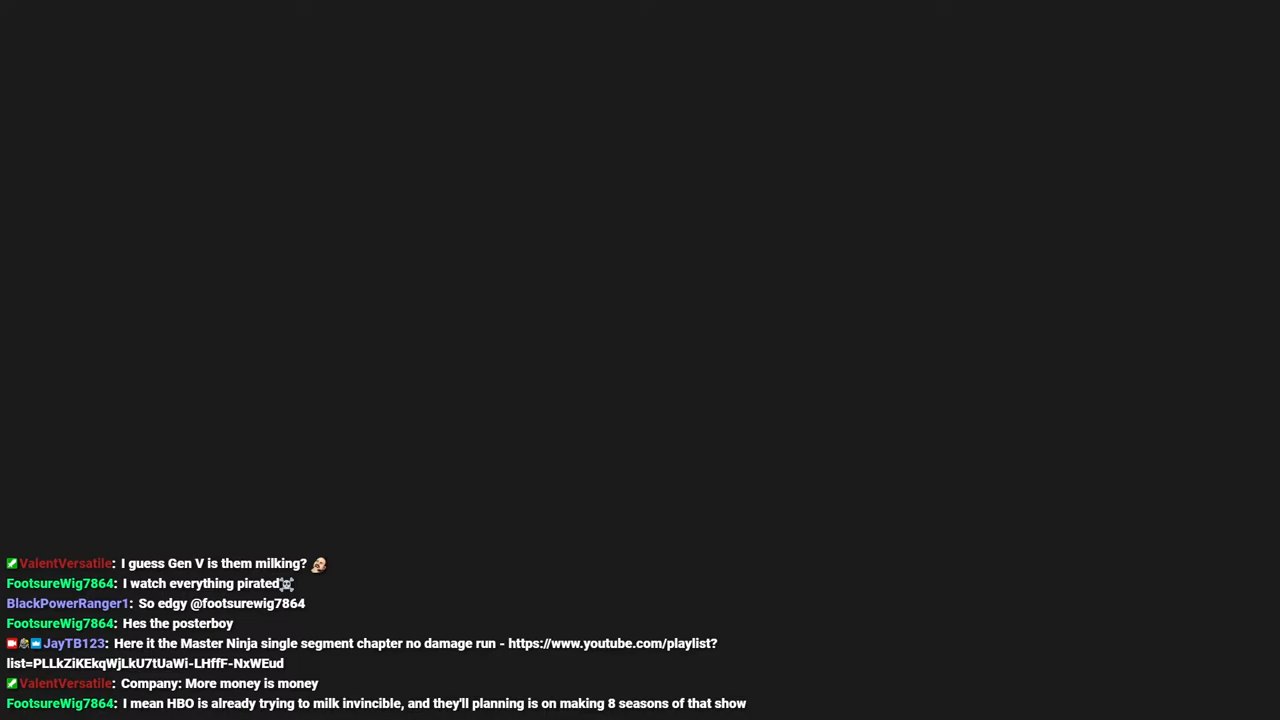 ValentVersatile: I guess Gen V is them milking?
FootsureWig7864: I watch everything pirated☠
BlackPowerRanger1: So edgy @footsurewig7864
FootsureWig7864: Hes the posterboy
JayTB123: Here it the Master Ninja single segment chapter no damage run - https://www.youtube.com/playlist?
list=PLLkZiKEkqWjLkU7tUaWi-LHffF-NxWEud
ValentVersatile: Company: More money is money
FootsureWig7864: I mean HBO is already trying to milk invincible, and they'll planning is on making 8 seasons of that show